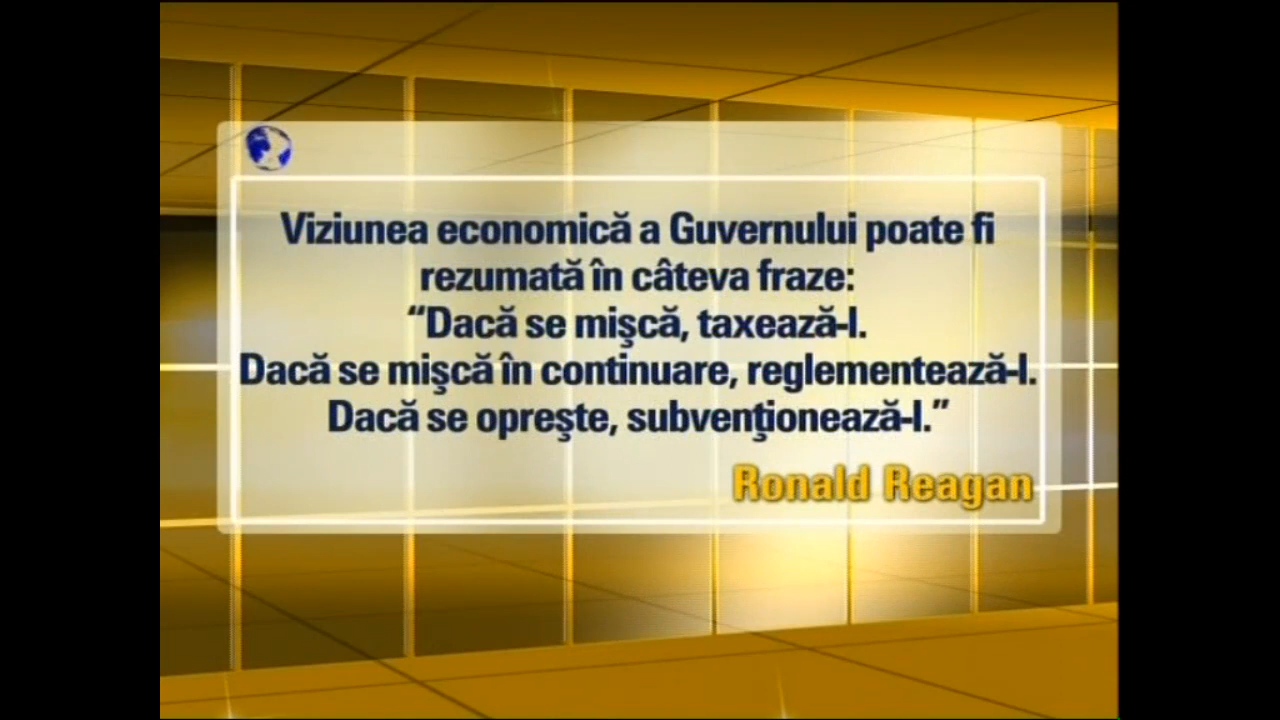 Viziunea economică a Guvernului poate fi
rezumată în câteva fraze:
“Dacă se mişcă, taxează-l.
Dacă se mişcă în continuare, reglementează-l.
Dacă se opreşte, subvenţionează-l.”
Ronald Reagan